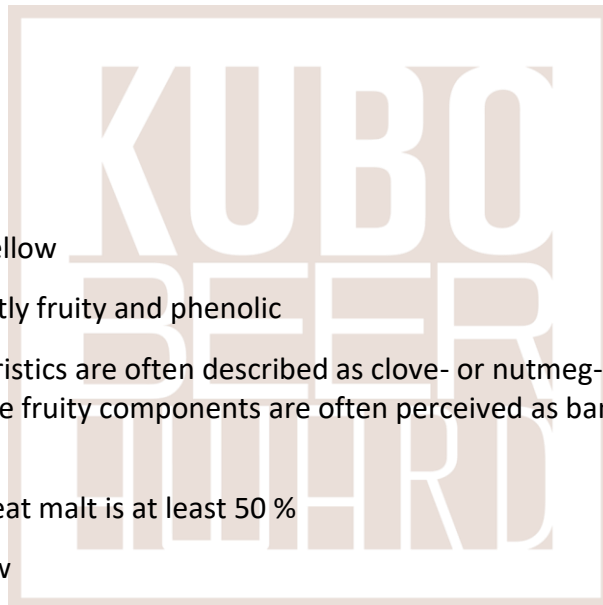 KUBO
BEER
AWARD
ellow
tly fruity and phenolic
ristics are often described as clove- or nutmeg-
e fruity components are often perceived as ba
eat malt is at least 50 %
w